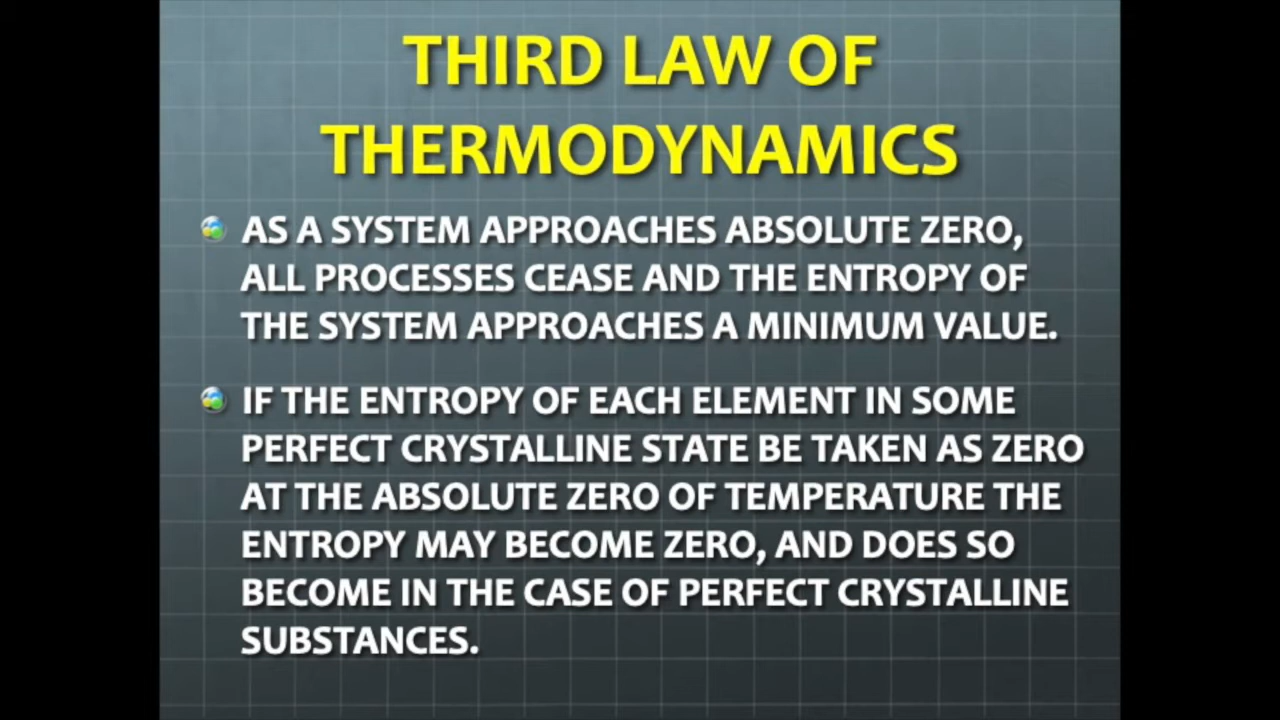 THIRD LAW OF
THERMODYNAMICS
AS A SYSTEM APPROACHES ABSOLUTE ZERO,
ALL PROCESSES CEASE AND THE ENTROPY OF
THE SYSTEM APPROACHES A MINIMUM VALUE.
IF THE ENTROPY OF EACH ELEMENT IN SOME
PERFECT CRYSTALLINE STATE BE TAKEN AS ZERO
AT THE ABSOLUTE ZERO OF TEMPERATURE THE
ENTROPY MAY BECOME ZERO, AND DOES SO
BECOME IN THE CASE OF PERFECT CRYSTALLINE
SUBSTANCES.